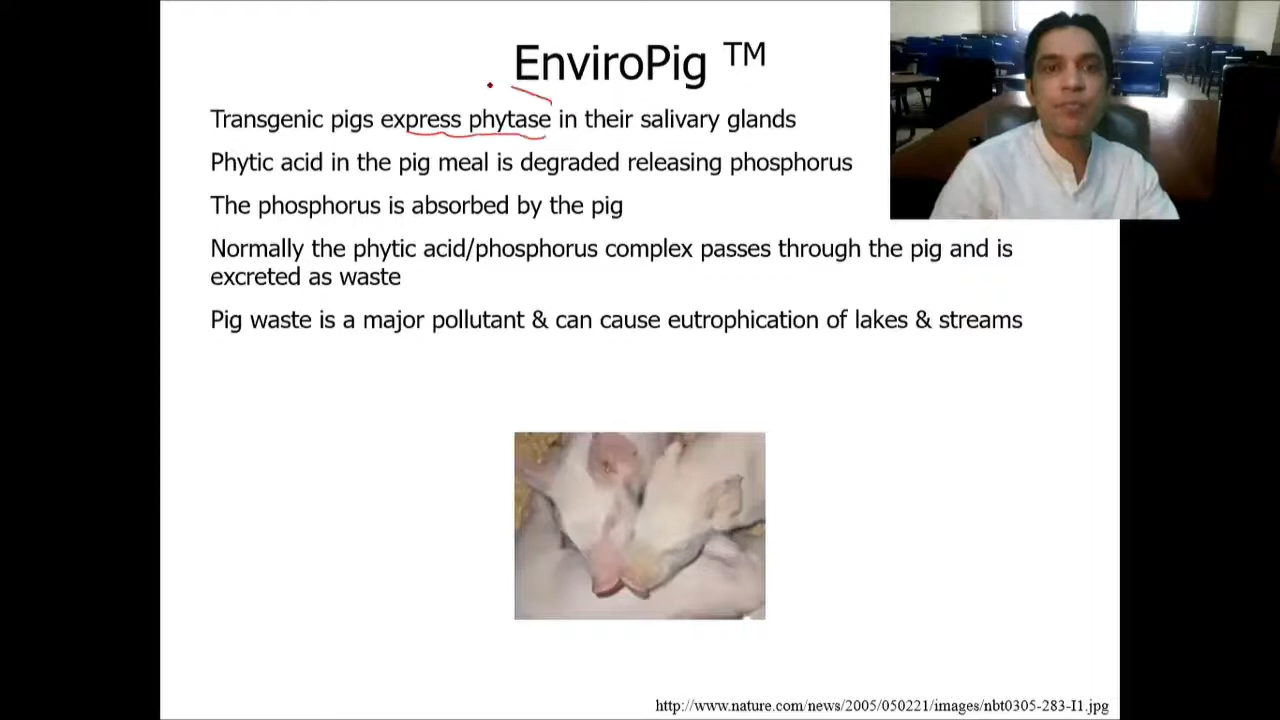 EnviroPig TM
Transgenic pigs express phytase in their salivary glands
Phytic acid in the pig meal is degraded releasing phosphorus
The phosphorus is absorbed by the pig
Normally the phytic acid/phosphorus complex passes through the pig and is
excreted as waste
Pig waste is a major pollutant & can cause eutrophication of lakes & streams
http://www.nature.com/news/2005/050221/images/nbt0305-283-I1.jpg